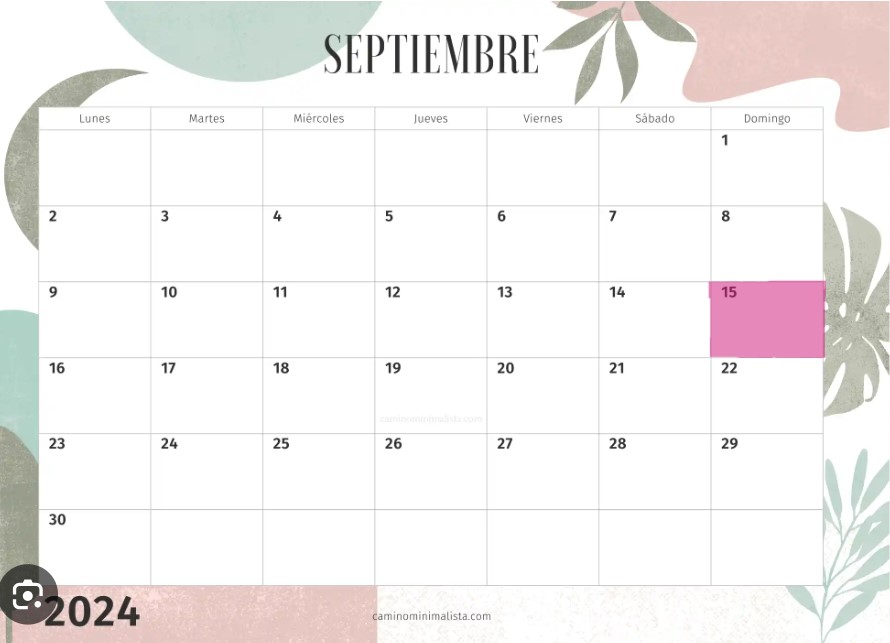 SEPTIEMBRE
Lunes Martes Miércoles Jueves Viernes Sábado Domingo
1
2 3 4 5 6 7 8
9 10 11 12 13 14 15
16 17 18 19 20 21 22
23 24 25 26 27 28 29
30
2024 caminominimalista.com